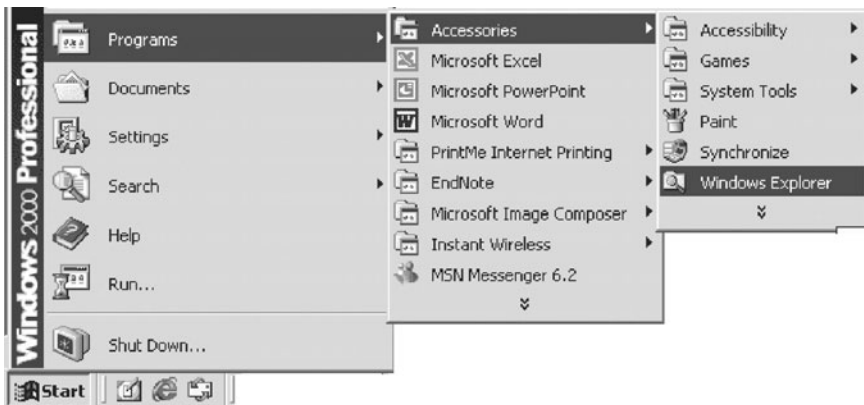 Windows 2000 Professional
Programs
Documents
Settings
Search
Help
Run...
Shut Down...
Start
Accessories
Microsoft Excel
Microsoft PowerPoint
Microsoft Word
PrintMe Internet Printing
EndNote
Microsoft Image Composer
Instant Wireless
MSN Messenger 6.2
Accessibility
Games
System Tools
Paint
Synchronize
Windows Explorer